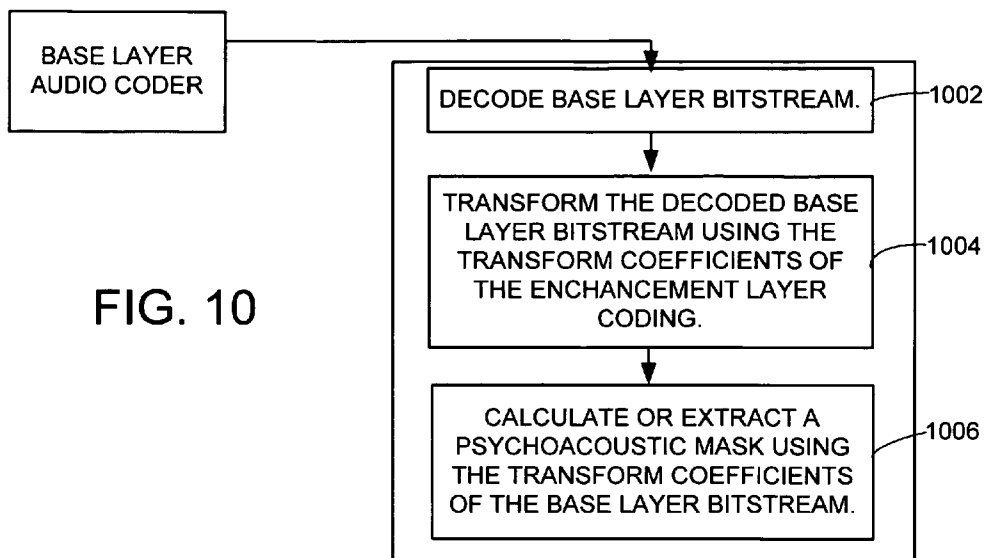 BASE LAYER
AUDIO CODER
DECODE BASE LAYER BITSTREAM.
1002
TRANSFORM THE DECODED BASE
LAYER BITSTREAM USING THE
TRANSFORM COEFFICIENTS OF
THE ENCHANCEMENT LAYER
CODING.
1004
FIG. 10
CALCULATE OR EXTRACT A
PSYCHOACOUSTIC MASK USING
THE TRANSFORM COEFFICIENTS
OF THE BASE LAYER BITSTREAM.
1006